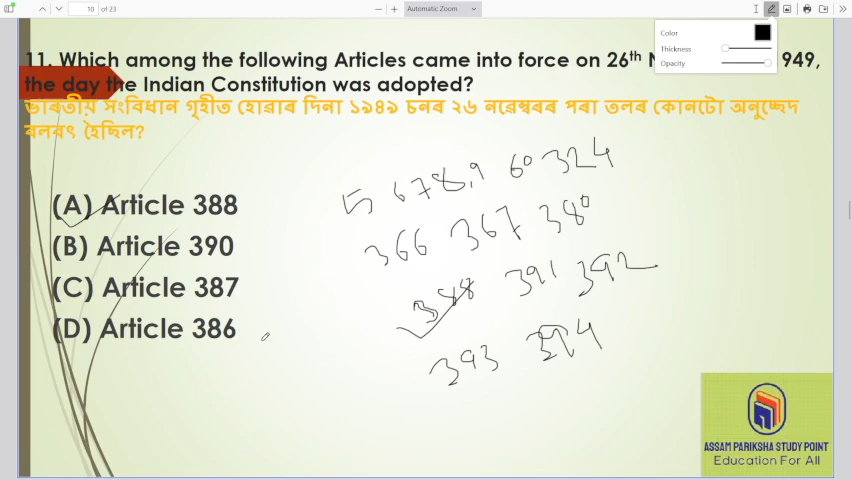 10 of 23
Automatic Zoom
Color
Thickness
Opacity
11. Which among the following Articles came into force on 26th N 949,
the day the Indian Constitution was adopted?
ভাৰতীয় সংবিধান গৃহীত হোৱাৰ দিনা ১৯৪৯ চনৰ ২৬ নৱেম্বৰৰ পৰা তলৰ কোনটো অনুচ্ছেদ
বলবৎ হৈছিল?
(A) Article 388
(B) Article 390
(C) Article 387
(D) Article 386
5 6 7 8, 9 60 324
366 367 380
388 391 392
393 394
ASSAM PARIKSHA STUDY POINT
Education For All